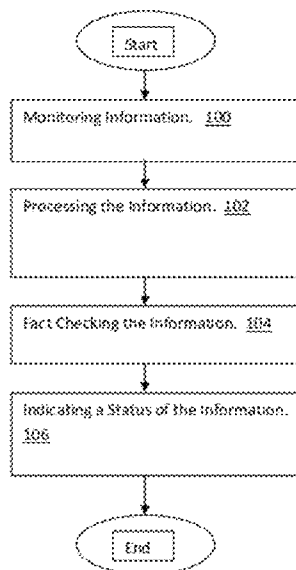 Start
Monitoring Information. 100
Processing the Information. 102
Fact Checking the Information. 104
Indicating a Status of the Information.
106
End